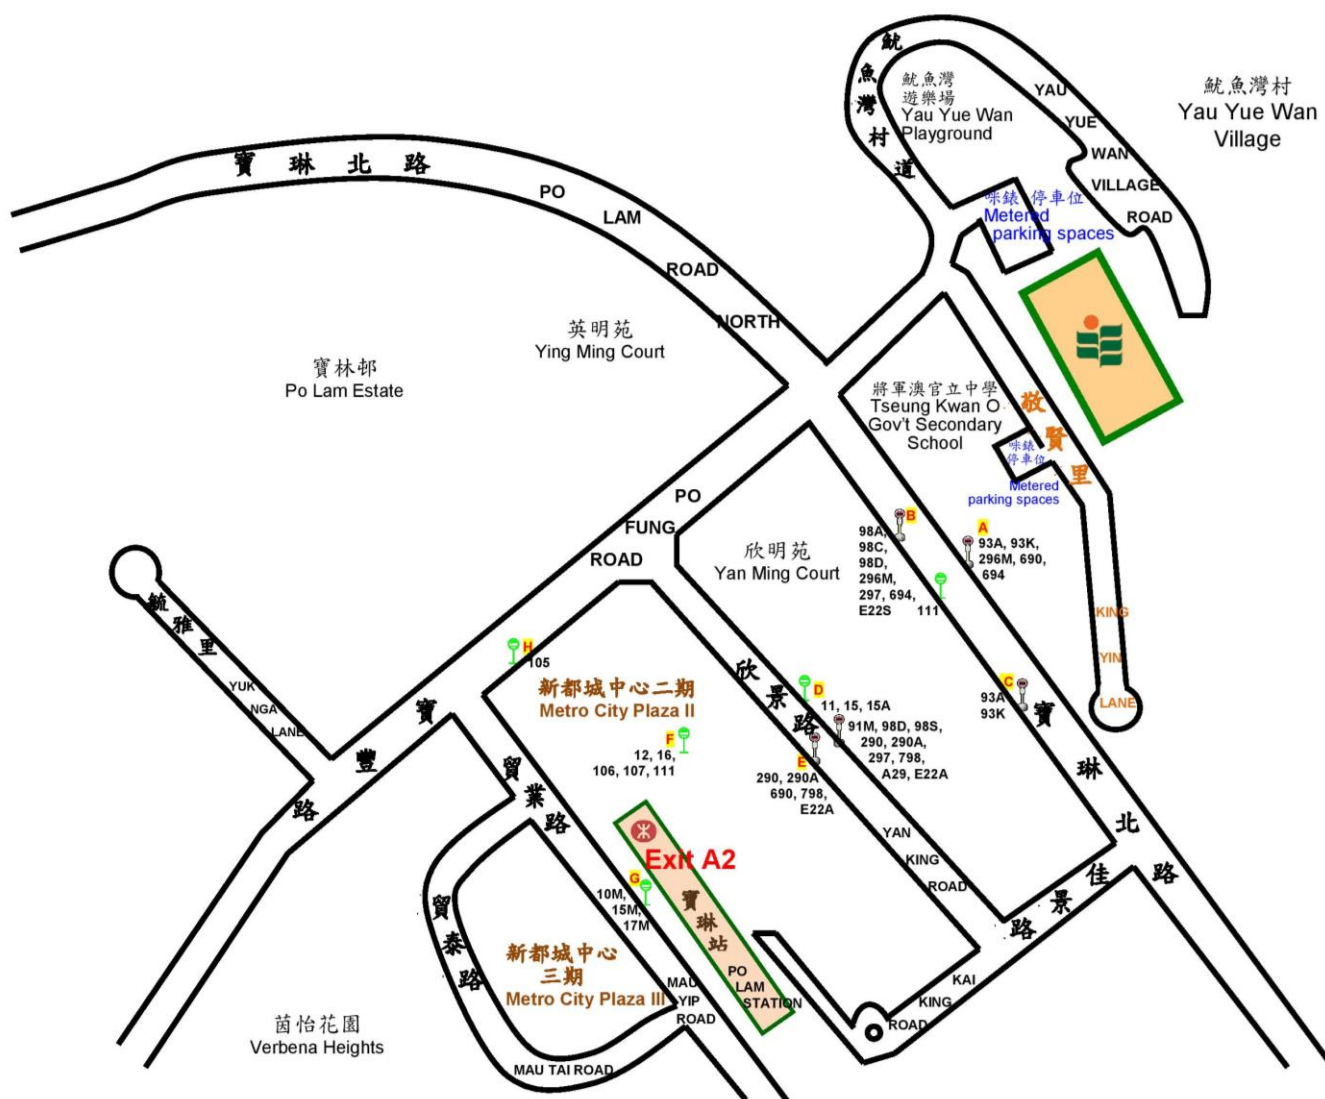 魷魚灣村道
YAU
YUE
WAN
VILLAGE
ROAD
魷魚灣
遊樂場
Yau Yue Wan
Playground
魷魚灣村
Yau Yue Wan
Village
寶琳北路
PO
LAM
ROAD
NORTH
咪錶 停車位
Metered
parking spaces
英明苑
Ying Ming Court
寶林邨
Po Lam Estate
將軍澳官立中學
Tseung Kwan O
Gov't Secondary
School
敬賢里
咪錶
停車位
Metered
parking spaces
KING
YIN
LANE
PO
FUNG
ROAD
欣明苑
Yan Ming Court
B
98A,
98C,
98D,
296M,
297, 694,
E22S
111
A
93A, 93K,
296M, 690,
694
C
93A
93K
毓雅里
YUK
NGA
LANE
H
105
新都城中心二期
Metro City Plaza II
欣景路
D
11, 15, 15A
91M, 98D, 98S,
290, 290A,
297, 798,
A29, E22A
E
290, 290A
690, 798,
E22A
F
12, 16,
106, 107, 111
寶豐路
貿業路
寶琳北路
YAN
KING
ROAD
Exit A2
G
10M,
15M,
17M
寶琳站
PO
LAM
STATION
佳景路
KAI
KING
ROAD
貿泰路
新都城中心
三期
Metro City Plaza III
MAU
YIP
ROAD
茵怡花園
Verbena Heights
MAU TAI ROAD